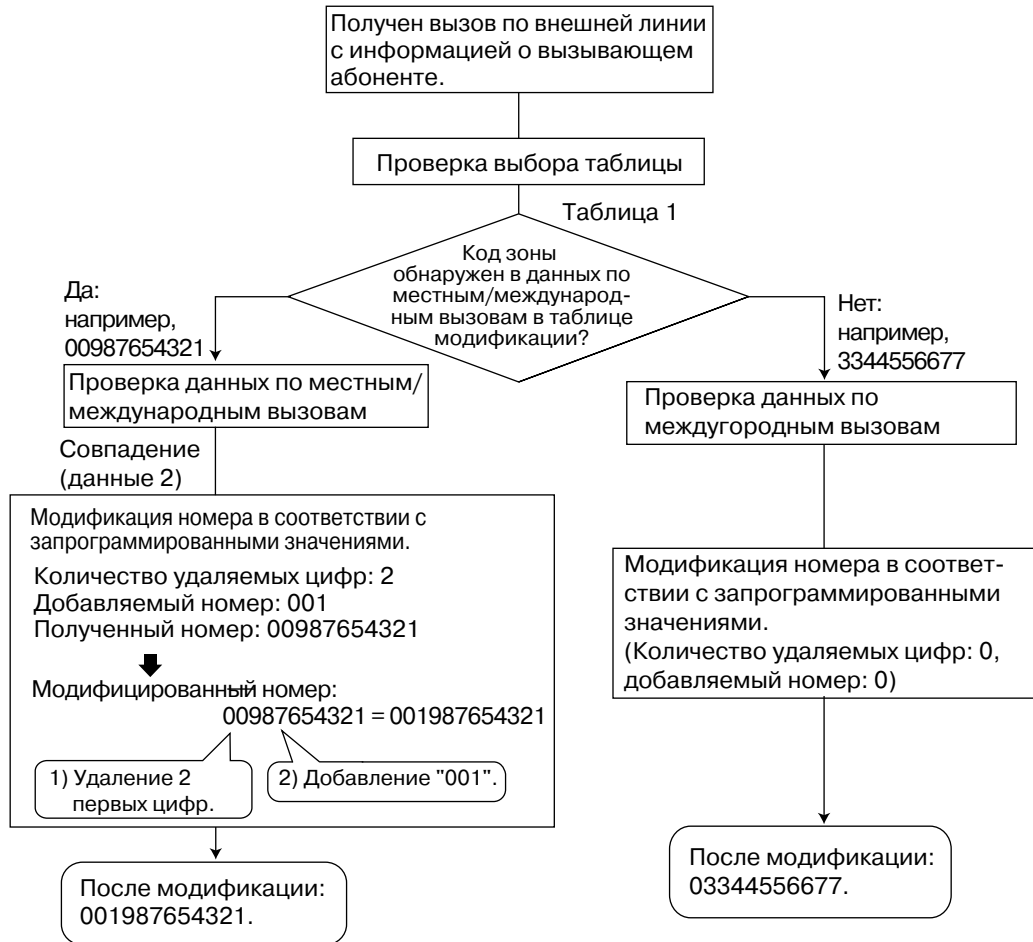 Получен вызов по внешней линии
с информацией о вызывающем
абоненте.
Проверка выбора таблицы
Таблица 1
Код зоны
обнаружен в данных по
местным/международ-
ным вызовам в таблице
модификации?
Да:
например,
00987654321
Нет:
например,
3344556677
Проверка данных по местным/
международным вызовам
Совпадение
(данные 2)
Модификация номера в соответствии с
запрограммированными значениями.
Количество удаляемых цифр: 2
Добавляемый номер: 001
Полученный номер: 00987654321
Модифицированный номер:
00987654321 = 001987654321
1) Удаление 2
первых цифр.
2) Добавление "001".
После модификации:
001987654321.
Проверка данных по
междугородным вызовам
Модификация номера в соответ-
ствии с запрограммированными
значениями.
(Количество удаляемых цифр: 0,
добавляемый номер: 0)
После модификации:
03344556677.